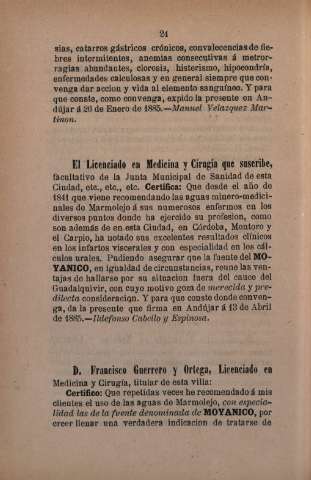 24
sias, catarros gástricos crónicos, convalecencias de fie-
bres intermitentes, anemias consecutivas á metror-
ragias abundantes, clorosis, histerismo, hipocondría,
enfermedades calculosas y en general siempre que con-
venga dar accion y vida al elemento sanguíneo. Y para
que conste, como convenga, expido la presente en An-
dújar á 26 de Enero de 1885.—Manuel Velazquez Mar-
tinon.
El Licenciado en Medicina y Cirugía que suscribe,
facultativo de la Junta Municipal de Sanidad de esta
Ciudad, etc., etc., etc. Certifica: Que desde el año de
1841 que viene recomendando las aguas minero-medici-
nales de Marmolejo á sus numerosos enfermos en los
diversos puntos donde ha ejercido su profesion, como
son además de en esta Ciudad, en Córdoba, Montoro y
el Carpio, ha notado sus excelentes resultados clínicos
en los infartos viscerales y con especialidad en los cál-
culos urales. Pudiendo asegurar que la fuente del MO-
YANICO, en igualdad de circunstancias, reune las ven-
tajas de hallarse por su situacion fuera del cauce del
Guadalquivir, con cuyo motivo goza de merecida y pre-
dilecta consideracion. Y para que conste donde conven-
ga, da la presente que firma en Andújar á 13 de Abril
de 1885.—Ildefonso Cabello y Espinosa.
D. Francisco Guerrero y Ortega, Licenciado en
Medicina y Cirugía, titular de esta villa:
Certifico: Que repetidas veces he recomendado á mis
clientes el uso de las aguas de Marmolejo, con especia-
lidad las de la fuente denominada de MOYANICO, por
creer llenar una verdadera indicacion de tratarse de